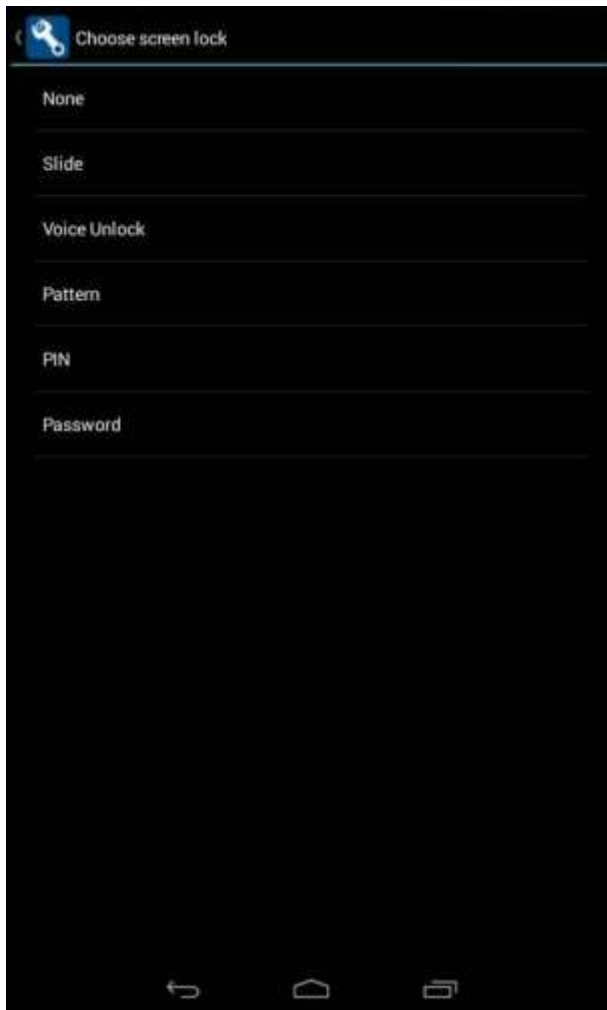 Choose screen lock
None
Slide
Voice Unlock
Pattern
PIN
Password